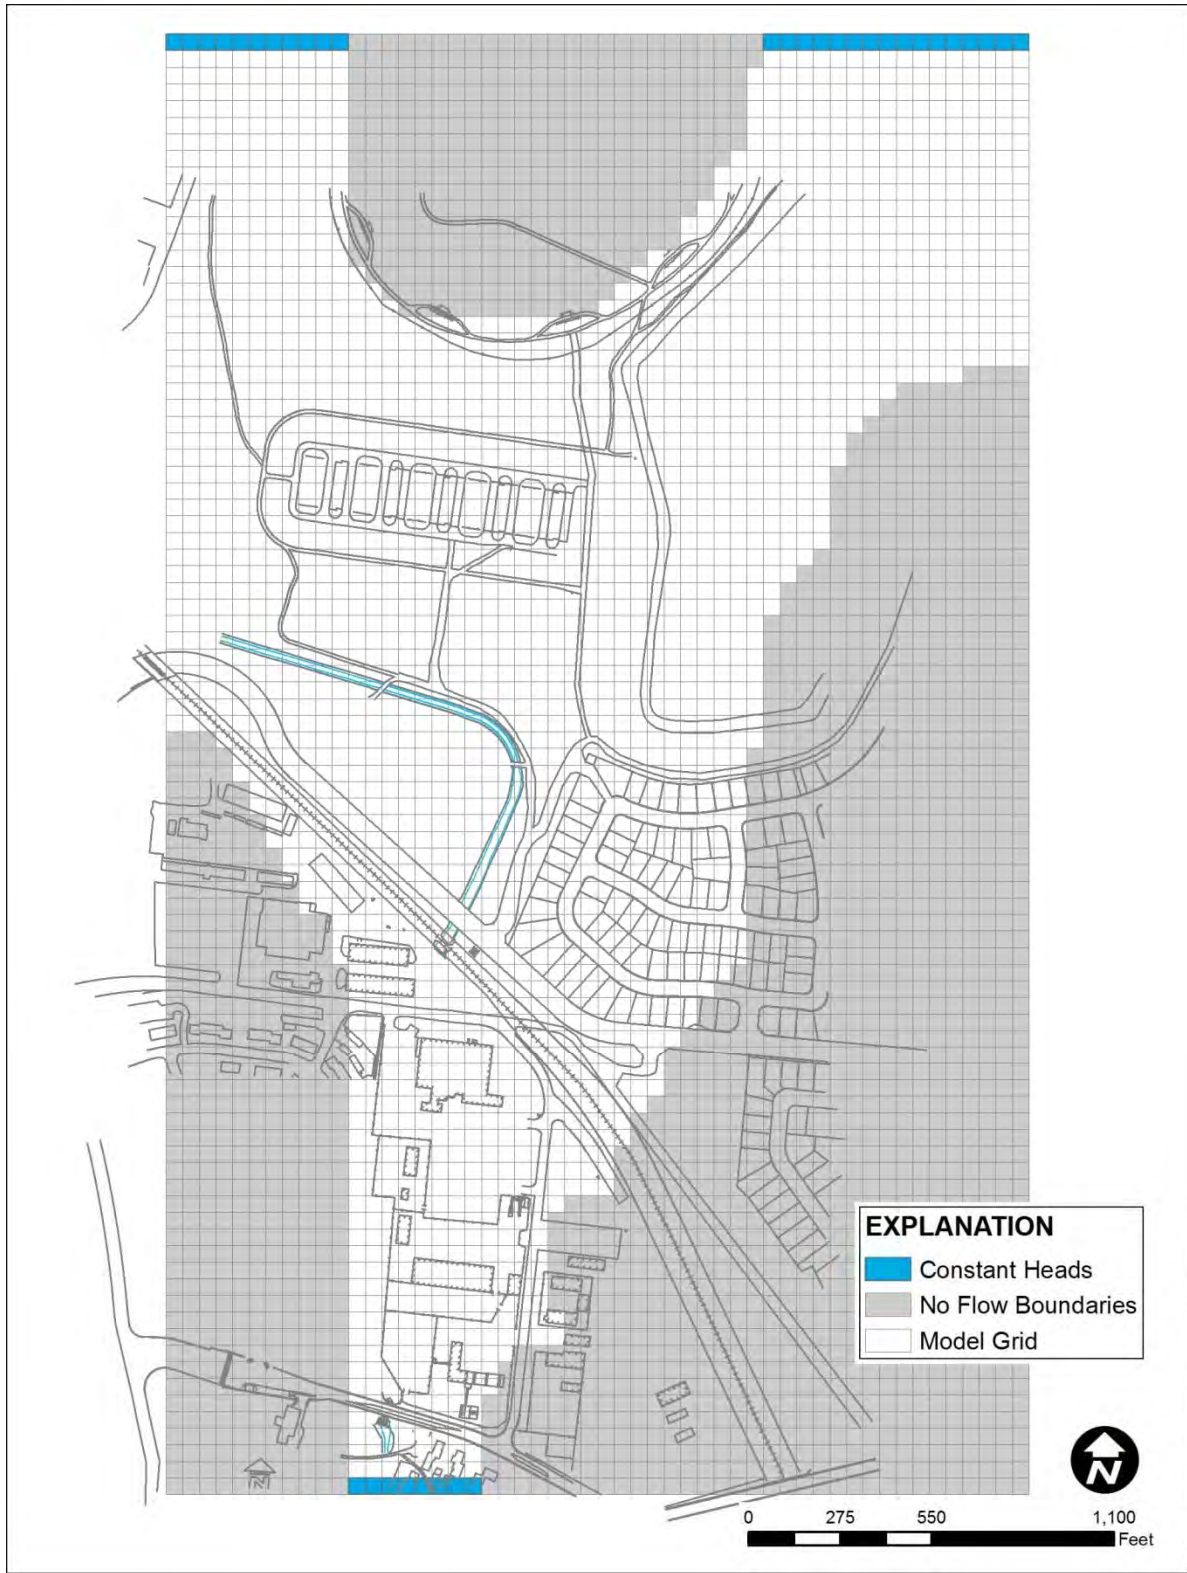 EXPLANATION
Constant Heads
No Flow Boundaries
Model Grid
N
0 275 550 1,100
Feet